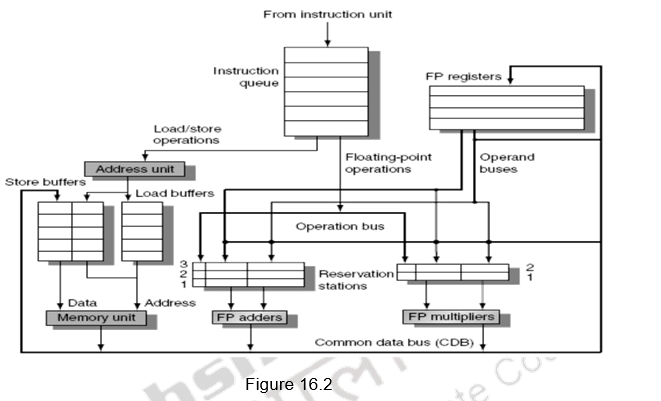 From instruction unit
Instruction
queue
FP registers
Load/store
operations
Floating-point
operations
Operand
buses
Address unit
Store buffers
Load buffers
Operation bus
3
2
1
Reservation
stations
2
1
Data
Address
Memory unit
FP adders
FP multipliers
Common data bus (CDB)
Figure 16.2